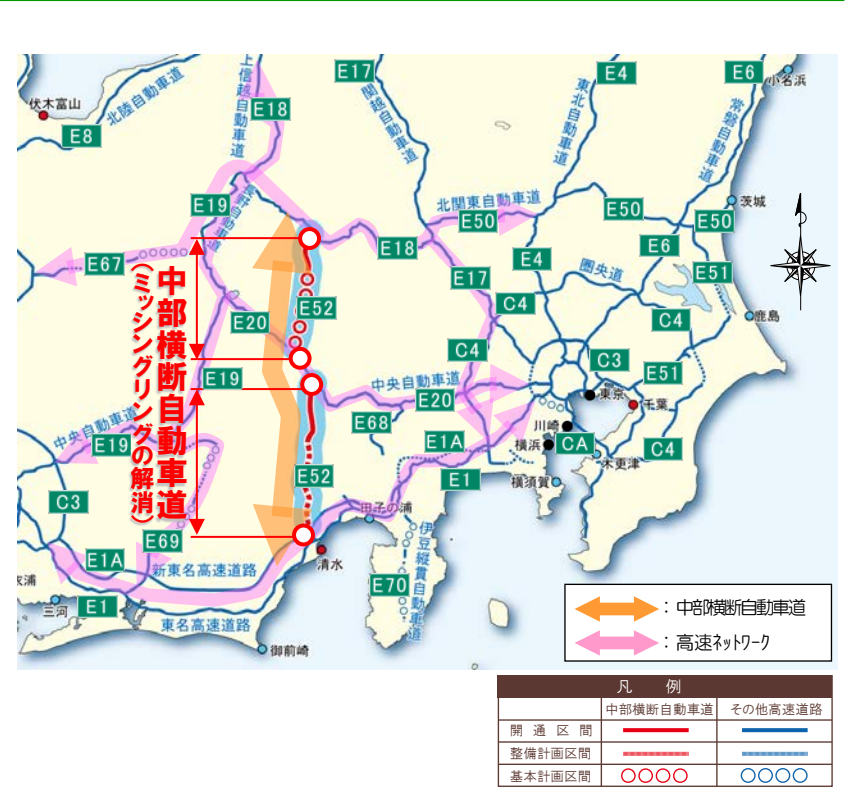 E17
E4
E6
小名浜
上信越自動車道
関越自動車道
東北自動車道
常磐自動車道
伏木富山
北陸自動車道
E18
E8
長野自動車道
E19
北関東自動車道
E50
E50
茨城
E50
E18
E6
E4
E67
圏央道
E51
E17
C4
E52
E20
C4
鹿島
中部横断自動車道
(ミッシングリングの解消)
C4
C3
E19
中央自動車道
E51
E20
東京
千葉
E68
川崎
中央自動車道
E19
E1A
横浜
CA
C4
木更津
E52
E1
横須賀
C3
田子の浦
伊豆縦貫自動車道
E69
E1A
新東名高速道路
清水
E70
衣浦
三河
E1
東名高速道路
御前崎
:中部横断自動車道
:高速ネットワーク
凡 例
中部横断自動車道 その他高速道路
開通区間
整備計画区間
基本計画区間